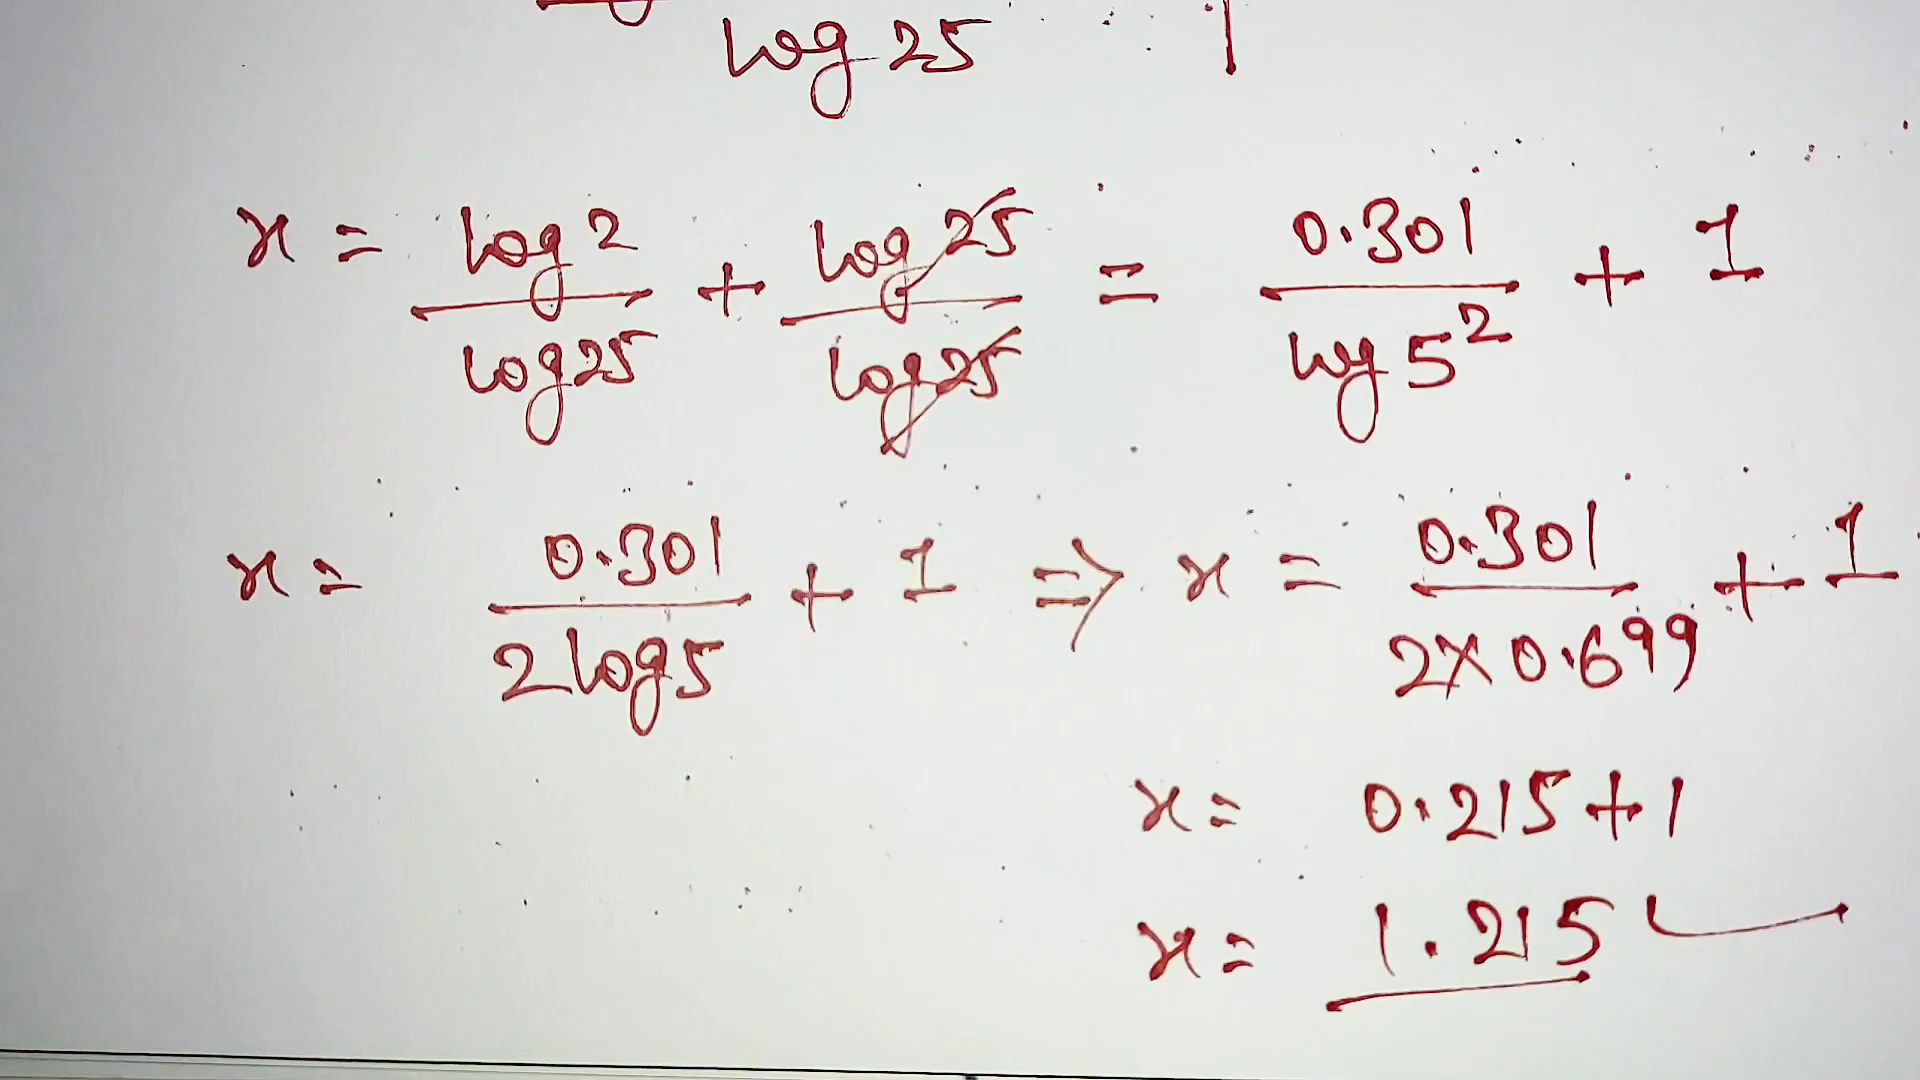 log 25
x = log 2 / log 25 + log 25 / log 25 = 0.301 / log 5² + 1
x = 0.301 / 2 log 5 + 1 ⇒ x = 0.301 / 2 × 0.699 + 1
x = 0.215 + 1
x = 1.215